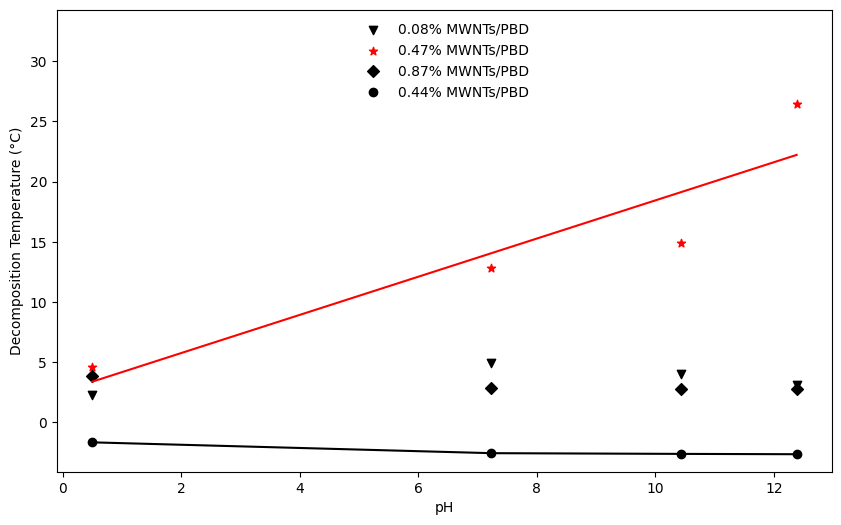 0.08% MWNTs/PBD
0.47% MWNTs/PBD
0.87% MWNTs/PBD
0.44% MWNTs/PBD
Decomposition Temperature (°C)
30
25
20
15
10
5
0
0 2 4 6 8 10 12
pH